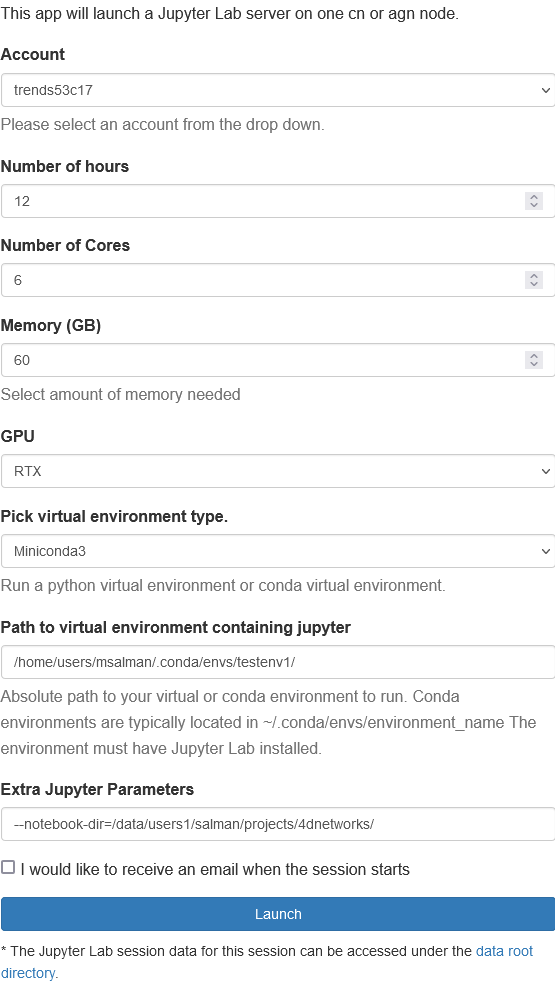 This app will launch a Jupyter Lab server on one cn or agn node.
Account
trends53c17
Please select an account from the drop down.
Number of hours
12
Number of Cores
6
Memory (GB)
60
Select amount of memory needed
GPU
RTX
Pick virtual environment type.
Miniconda3
Run a python virtual environment or conda virtual environment.
Path to virtual environment containing jupyter
/home/users/msalman/.conda/envs/testenv1/
Absolute path to your virtual or conda environment to run. Conda
environments are typically located in ~/.conda/envs/environment_name The
environment must have Jupyter Lab installed.
Extra Jupyter Parameters
--notebook-dir=/data/users1/salman/projects/4dnetworks/
I would like to receive an email when the session starts
Launch
* The Jupyter Lab session data for this session can be accessed under the data root
directory.